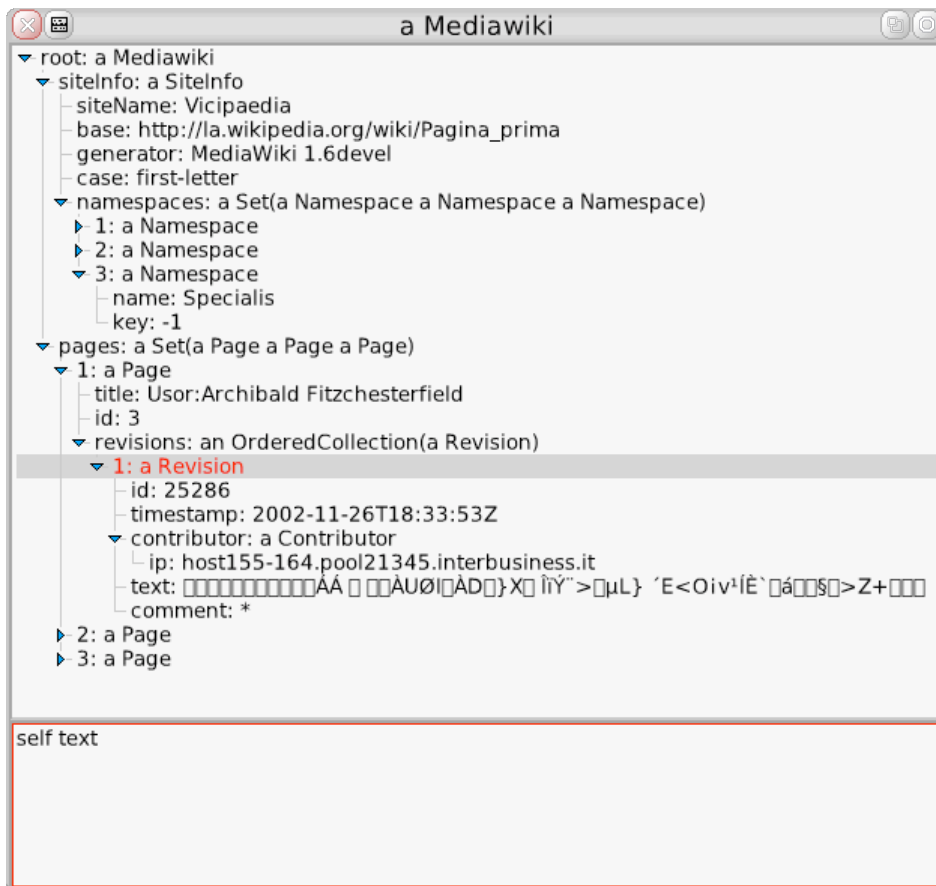 a Mediawiki
root: a Mediawiki
siteInfo: a SiteInfo
siteName: Vicipaedia
base: http://la.wikipedia.org/wiki/Pagina_prima
generator: MediaWiki 1.6devel
case: first-letter
namespaces: a Set(a Namespace a Namespace a Namespace)
1: a Namespace
2: a Namespace
3: a Namespace
name: Specialis
key: -1
pages: a Set(a Page a Page a Page)
1: a Page
title: Usor:Archibald Fitzchesterfield
id: 3
revisions: an OrderedCollection(a Revision)
1: a Revision
id: 25286
timestamp: 2002-11-26T18:33:53Z
contributor: a Contributor
ip: host155-164.pool21345.interbusiness.it
text:
comment: *
2: a Page
3: a Page
self text